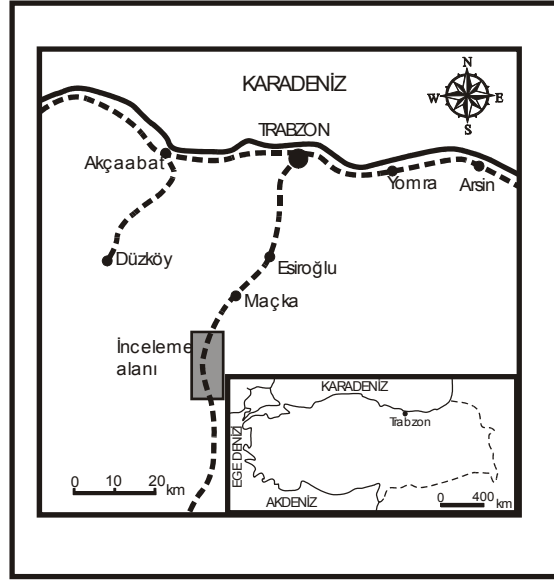 N
KARADENİZ
W E
S
TRABZON
Akçaabat
Yomra
Arsin
Düzköy
Esiroğlu
Maçka
İnceleme
alanı
KARADENİZ
Trabzon
EGE DENİZİ
AKDENİZ
0 10 20
km
0 400
km